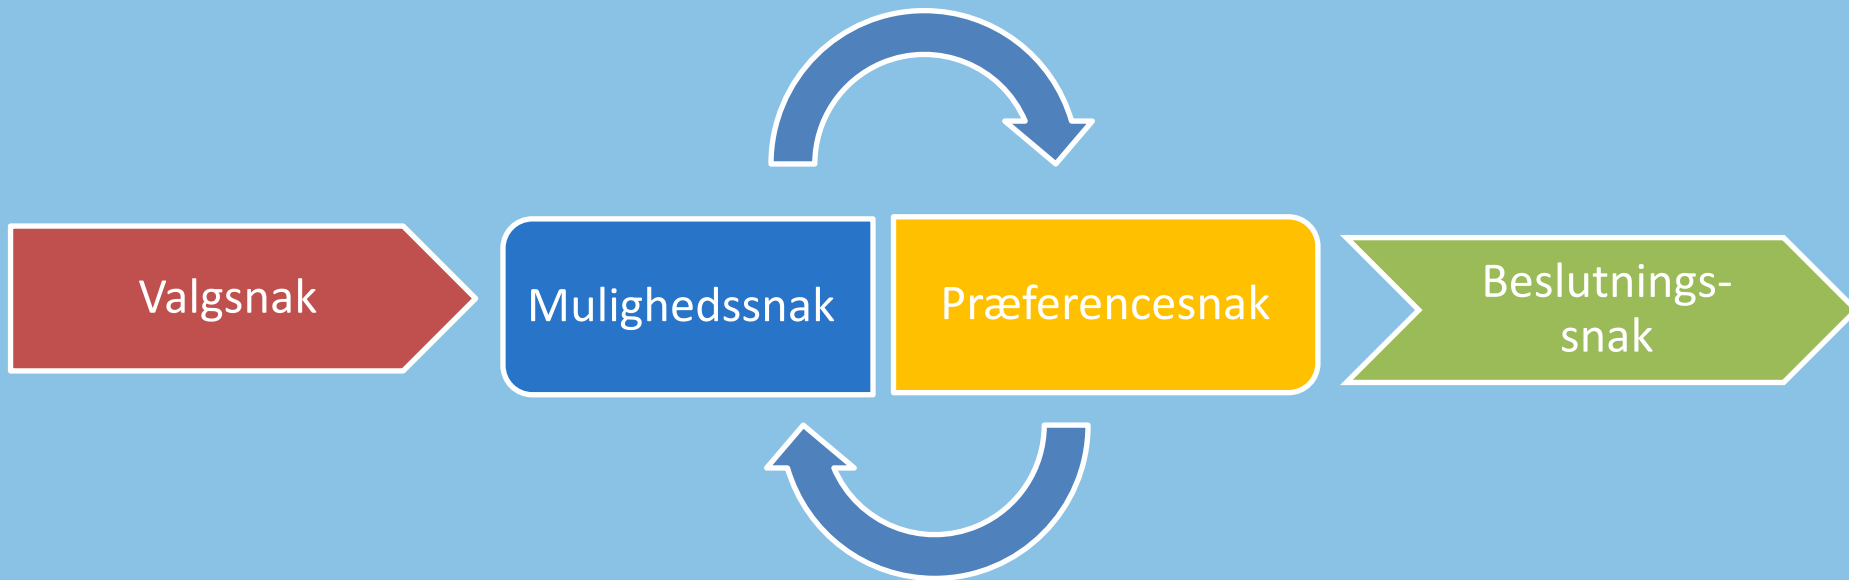 Valgsnak
Mulighedssnak
Præferencesnak
Beslutnings-
snak